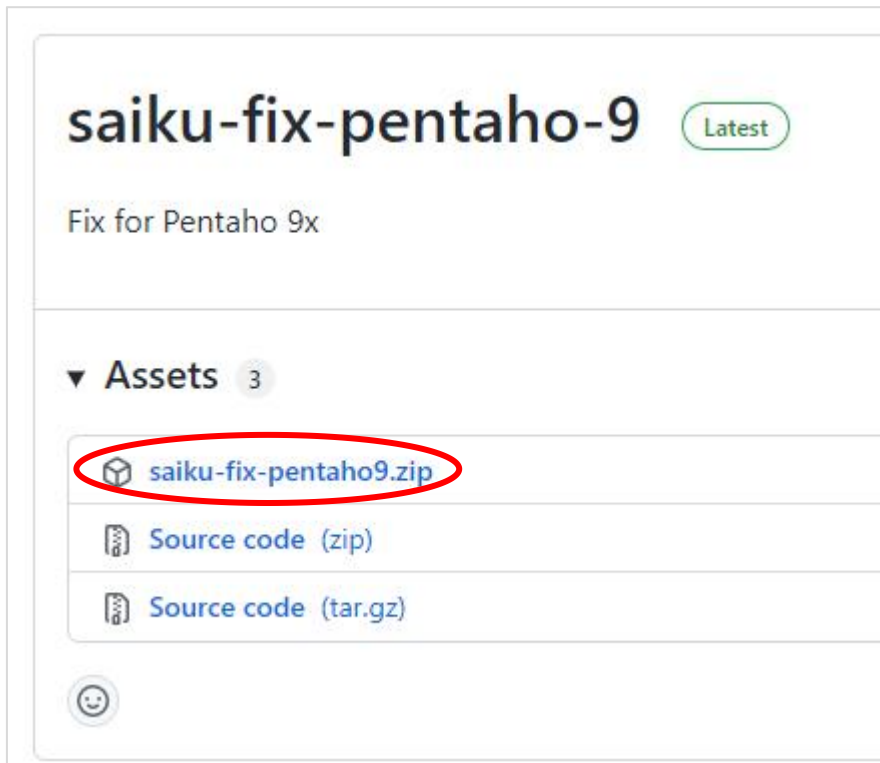 saiku-fix-pentaho-9 Latest
Fix for Pentaho 9x
Assets 3
saiku-fix-pentaho9.zip
Source code (zip)
Source code (tar.gz)